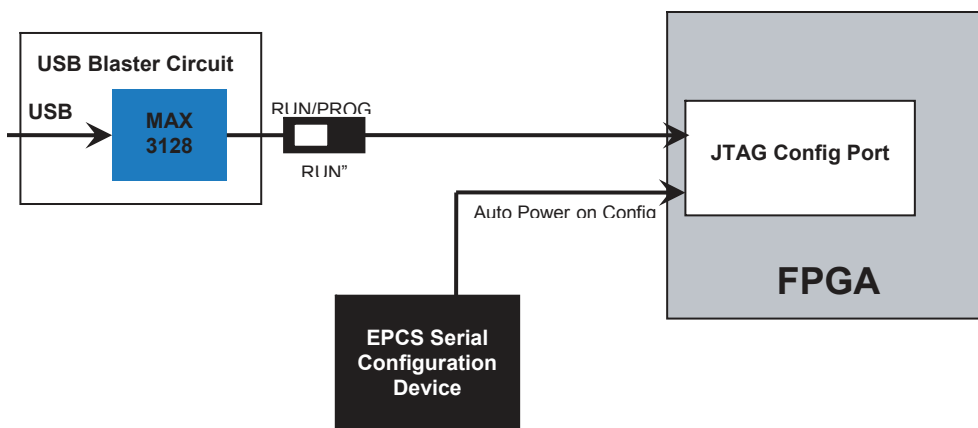 USB Blaster Circuit
USB
MAX
3128
RUN/PROG
RUN”
JTAG Config Port
Auto Power on Config
FPGA
EPCS Serial
Configuration
Device